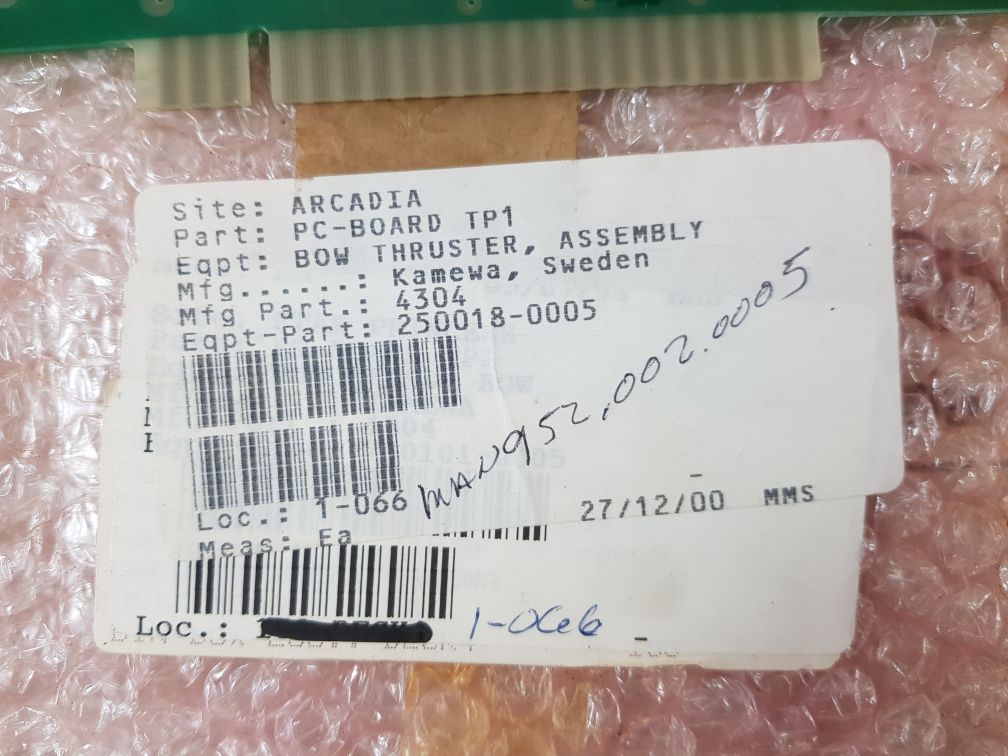 Site: ARCADIA
Part: PC-BOARD TP1
Eqpt: BOW THRUSTER, ASSEMBLY
Mfg......: Kamewa, Sweden
Mfg Part.: 4304
Eqpt-Part: 250018-0005
MAN952.002.0005
Loc.: 1-066
27/12/00 MMS
Meas: Ea
Loc.: 1-066